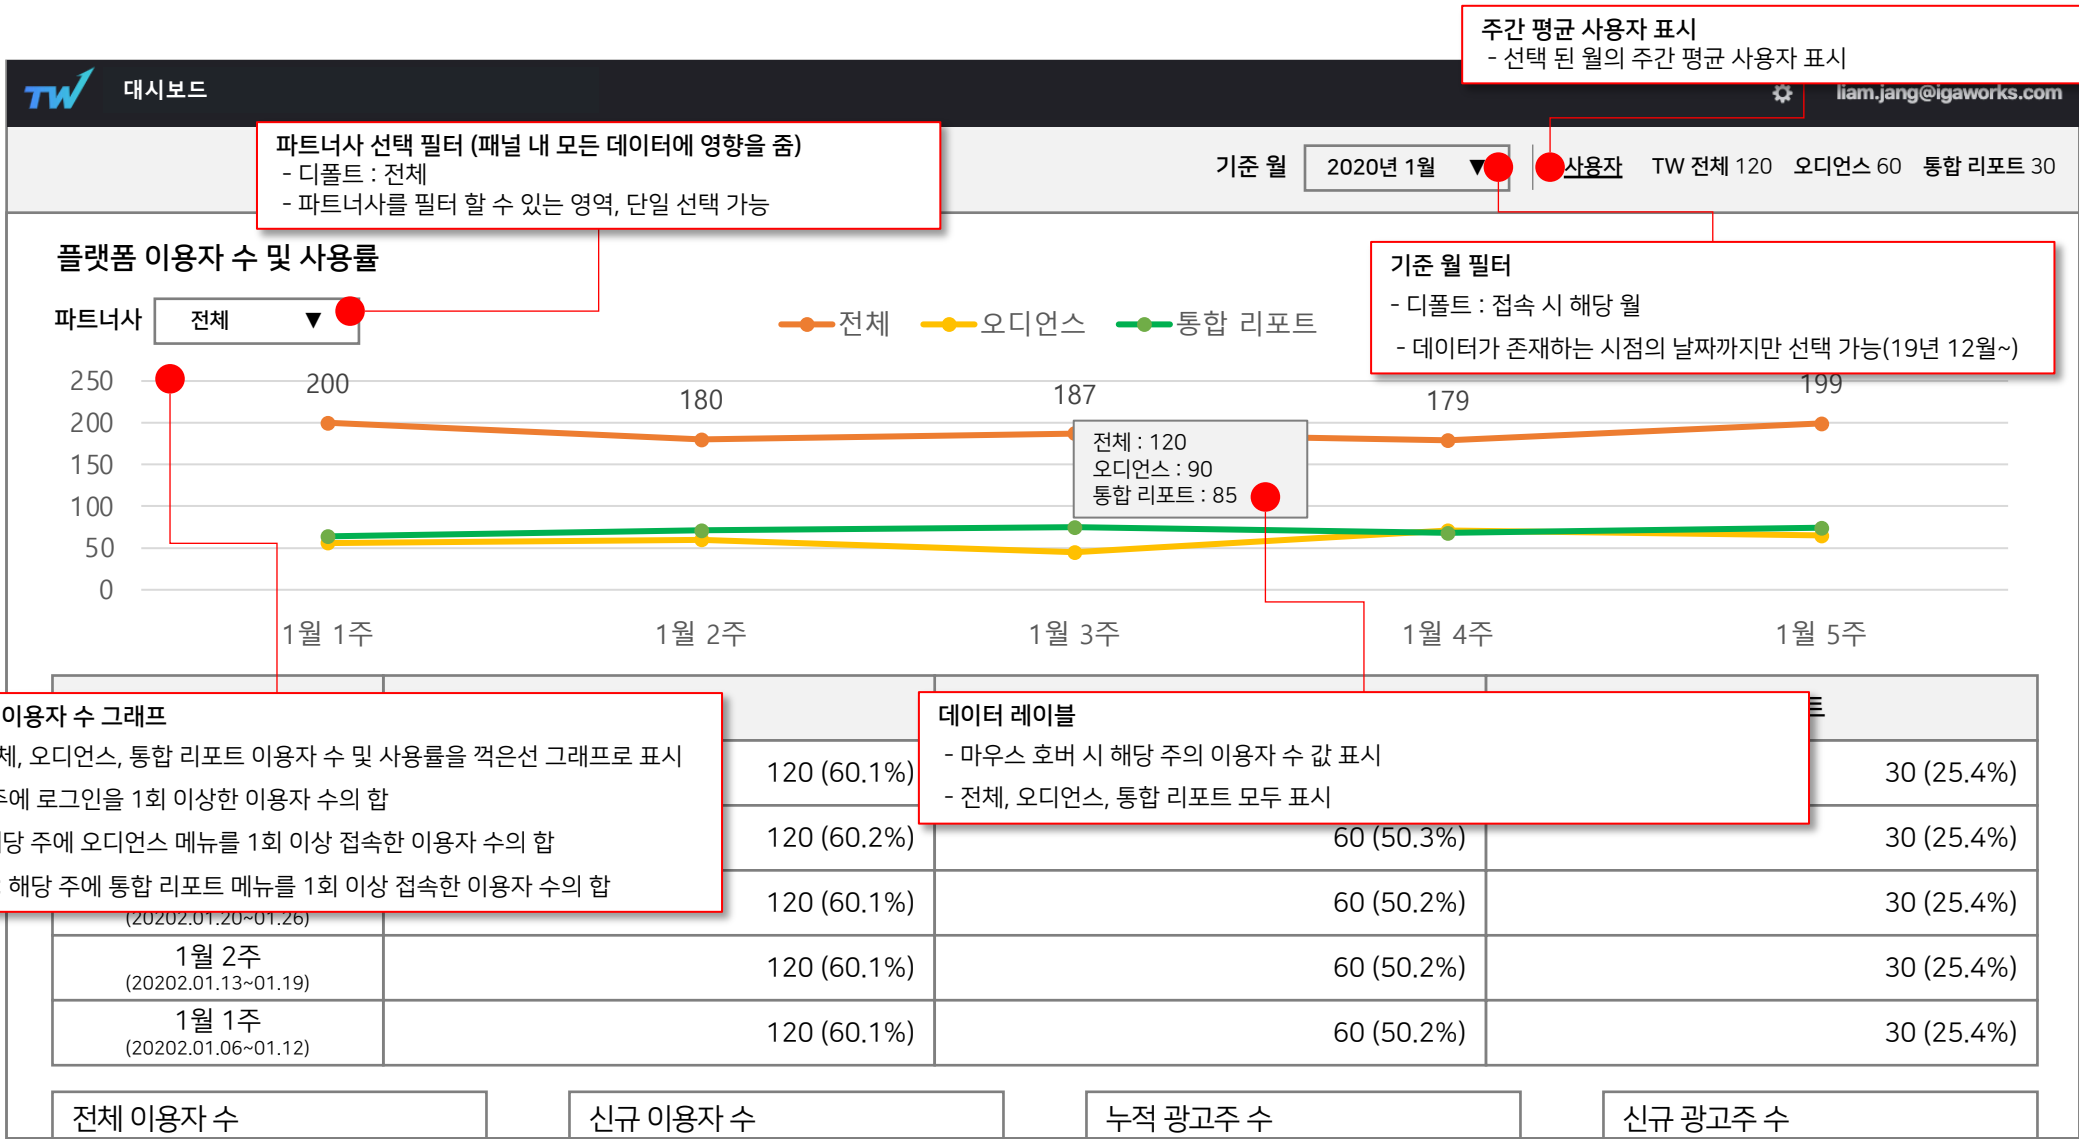 주간 평균 사용자 표시
- 선택 된 월의 주간 평균 사용자 표시
TW 대시보드
liam.jang@igaworks.com
파트너사 선택 필터 (패널 내 모든 데이터에 영향을 줌)
- 디폴트 : 전체
- 파트너사를 필터 할 수 있는 영역, 단일 선택 가능
기준 월 2020년 1월 ▼ 사용자 TW 전체 120 오디언스 60 통합 리포트 30
플랫폼 이용자 수 및 사용률
기준 월 필터
- 디폴트 : 접속 시 해당 월
- 데이터가 존재하는 시점의 날짜까지만 선택 가능(19년 12월~)
파트너사 전체 ▼
전체 오디언스 통합 리포트
250
200
150
100
50
0
200 180 187 179 199
전체 : 120
오디언스 : 90
통합 리포트 : 85
1월 1주 1월 2주 1월 3주 1월 4주 1월 5주
이용자 수 그래프
체, 오디언스, 통합 리포트 이용자 수 및 사용률을 꺽은선 그래프로 표시
주에 로그인을 1회 이상한 이용자 수의 합
당 주에 오디언스 메뉴를 1회 이상 접속한 이용자 수의 합
: 해당 주에 통합 리포트 메뉴를 1회 이상 접속한 이용자 수의 합
데이터 레이블
- 마우스 호버 시 해당 주의 이용자 수 값 표시
- 전체, 오디언스, 통합 리포트 모두 표시
트
120 (60.1%) 30 (25.4%)
120 (60.2%) 60 (50.3%) 30 (25.4%)
(20202.01.20~01.26) 120 (60.1%) 60 (50.2%) 30 (25.4%)
1월 2주
(20202.01.13~01.19) 120 (60.1%) 60 (50.2%) 30 (25.4%)
1월 1주
(20202.01.06~01.12) 120 (60.1%) 60 (50.2%) 30 (25.4%)
전체 이용자 수 신규 이용자 수 누적 광고주 수 신규 광고주 수